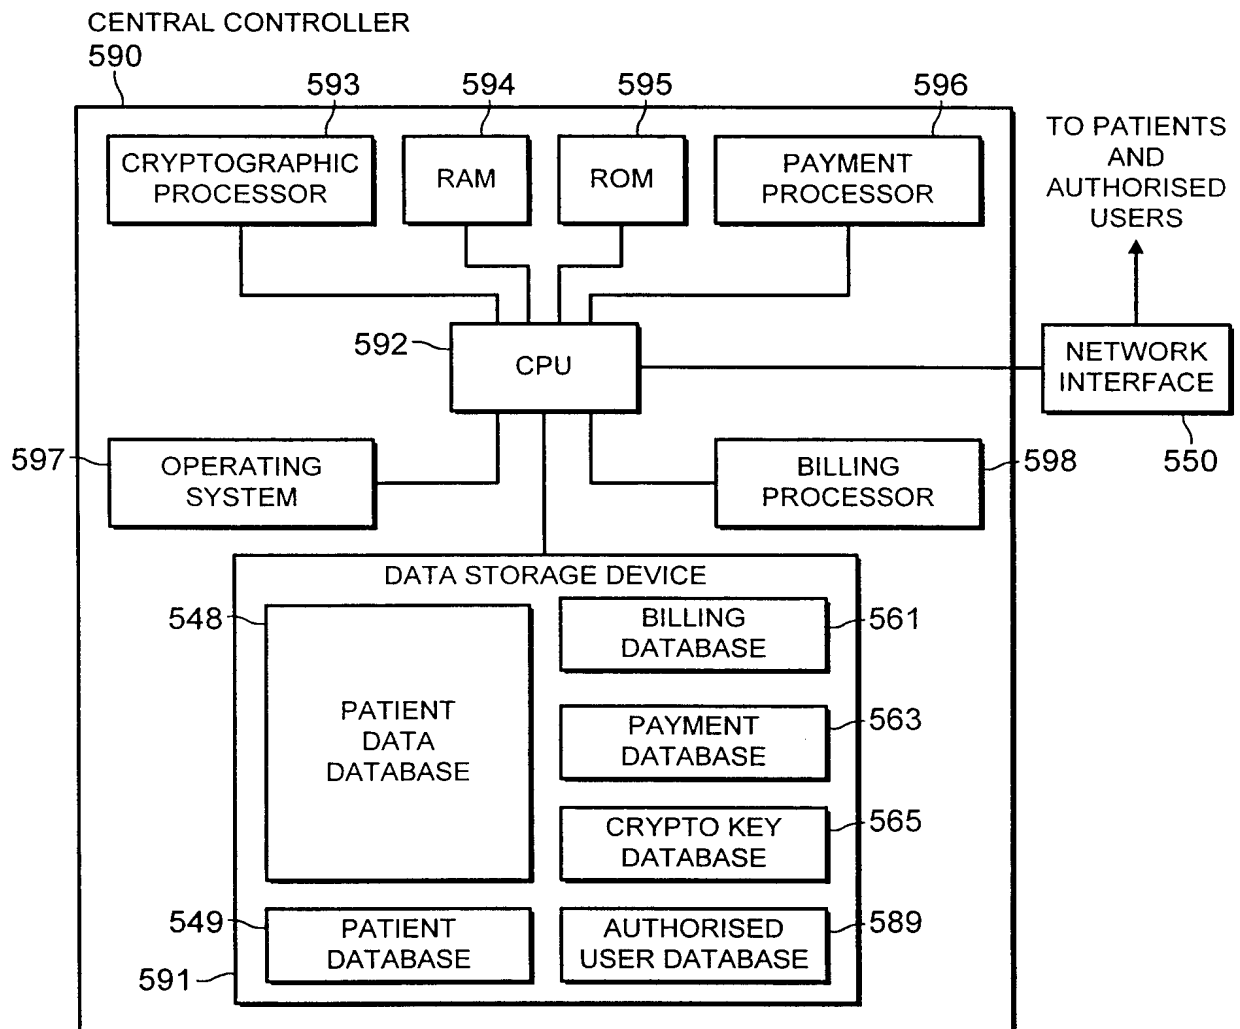 CENTRAL CONTROLLER
590
593
594
595
596
CRYPTOGRAPHIC
PROCESSOR
RAM
ROM
PAYMENT
PROCESSOR
TO PATIENTS
AND
AUTHORISED
USERS
592
CPU
NETWORK
INTERFACE
550
597
OPERATING
SYSTEM
BILLING
PROCESSOR
598
DATA STORAGE DEVICE
548
PATIENT
DATA
DATABASE
BILLING
DATABASE
561
PAYMENT
DATABASE
563
CRYPTO KEY
DATABASE
565
549
PATIENT
DATABASE
AUTHORISED
USER DATABASE
589
591